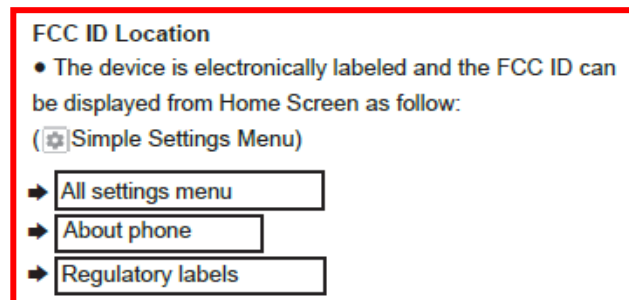 FCC ID Location
● The device is electronically labeled and the FCC ID can
be displayed from Home Screen as follow:
(Simple Settings Menu)
➡ All settings menu
➡ About phone
➡ Regulatory labels